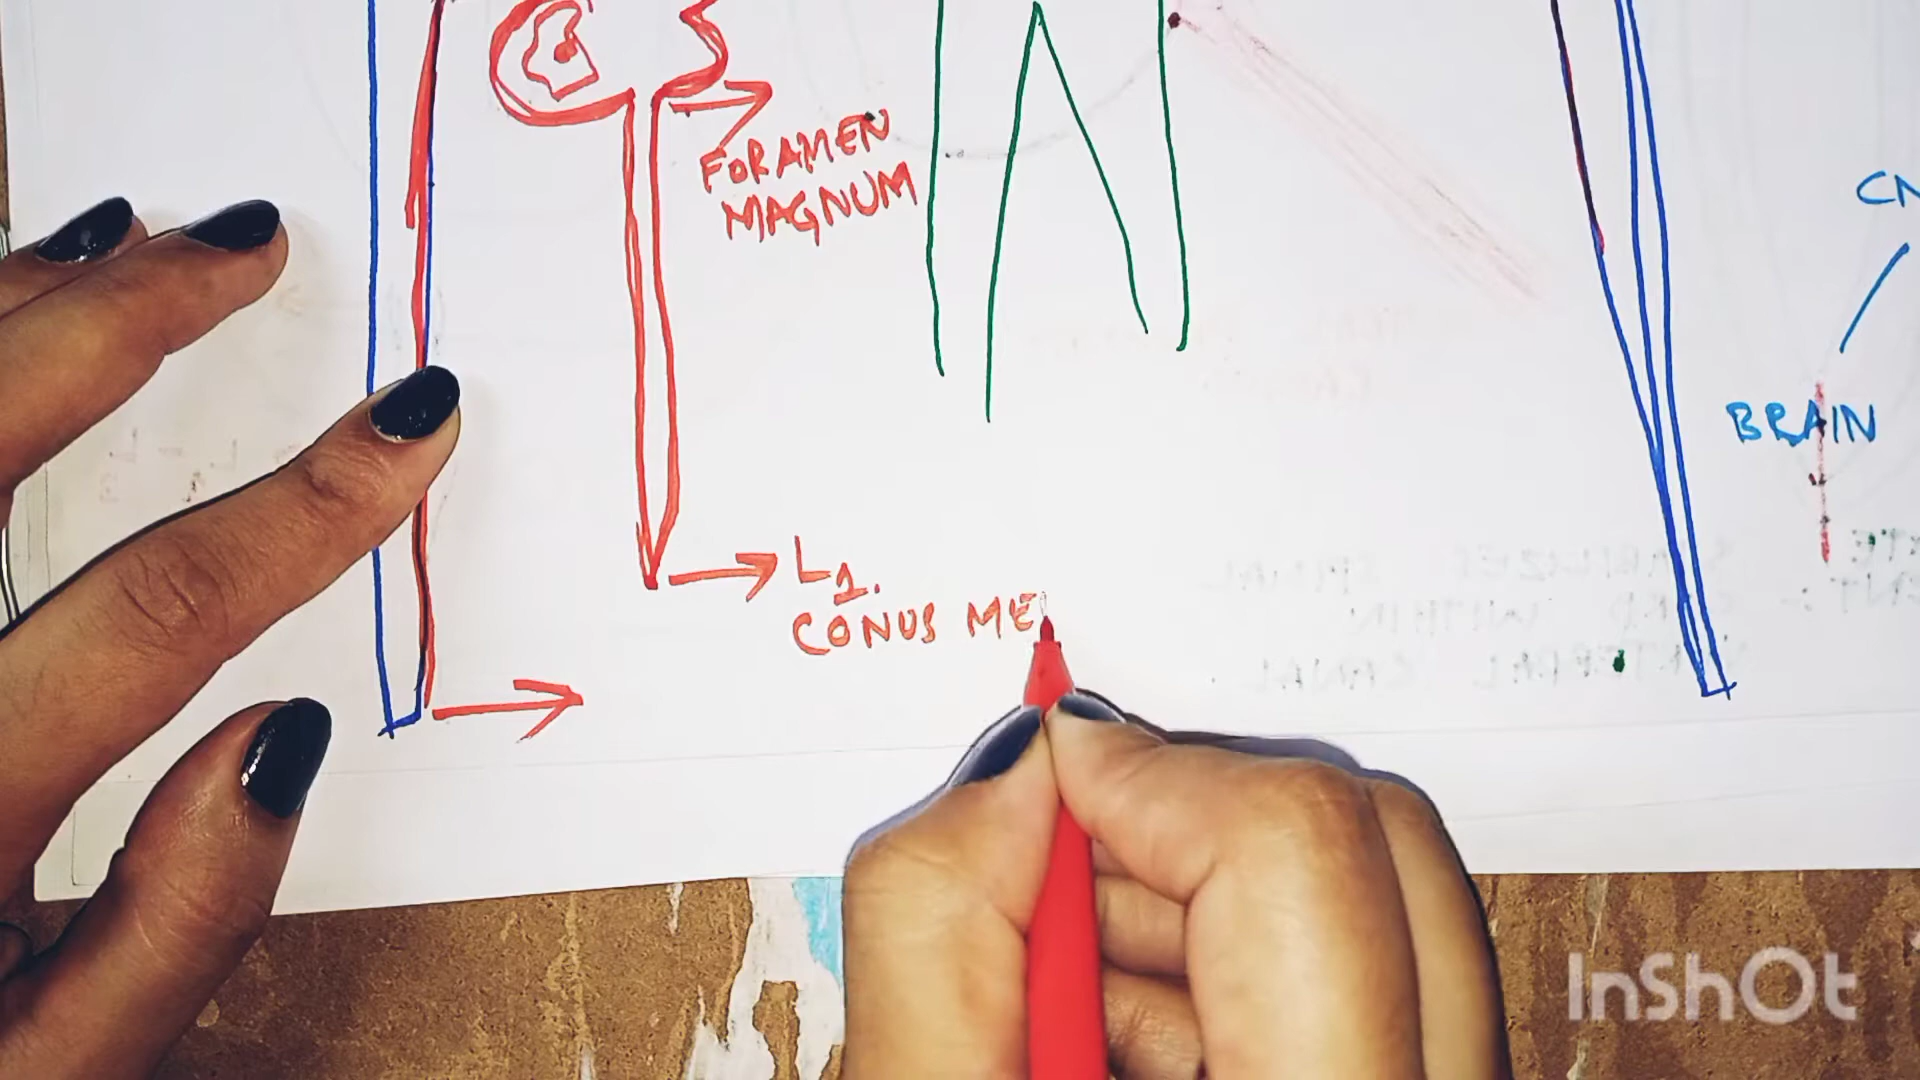 FORAMEN
MAGNUM
CN
BRAIN
L1.
CONUS ME
InShOt